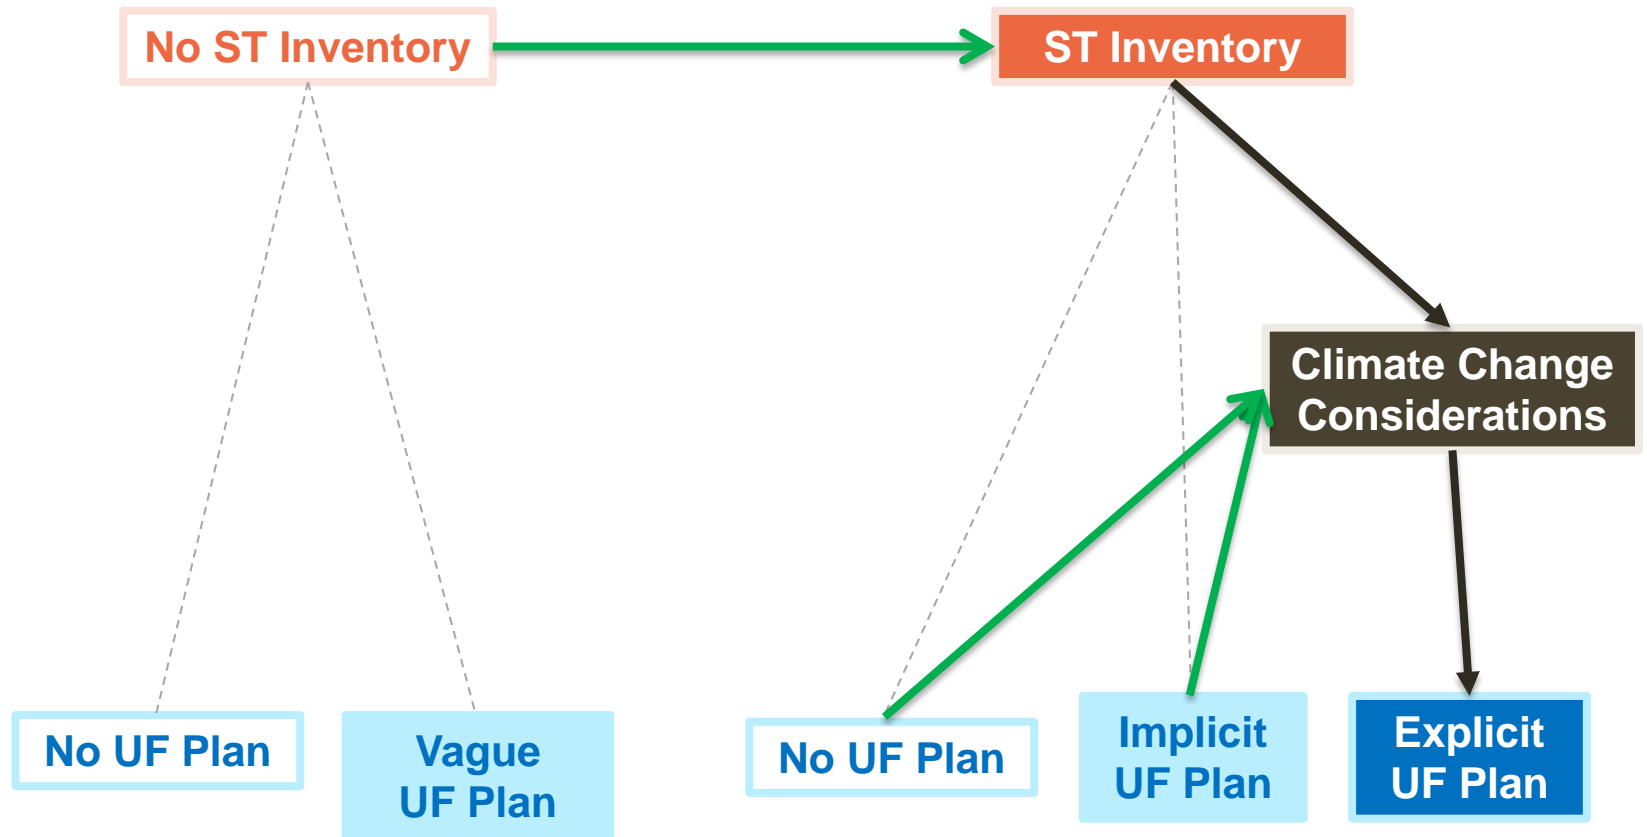 No ST Inventory
ST Inventory
Climate Change
Considerations
No UF Plan
Vague
UF Plan
No UF Plan
Implicit
UF Plan
Explicit
UF Plan